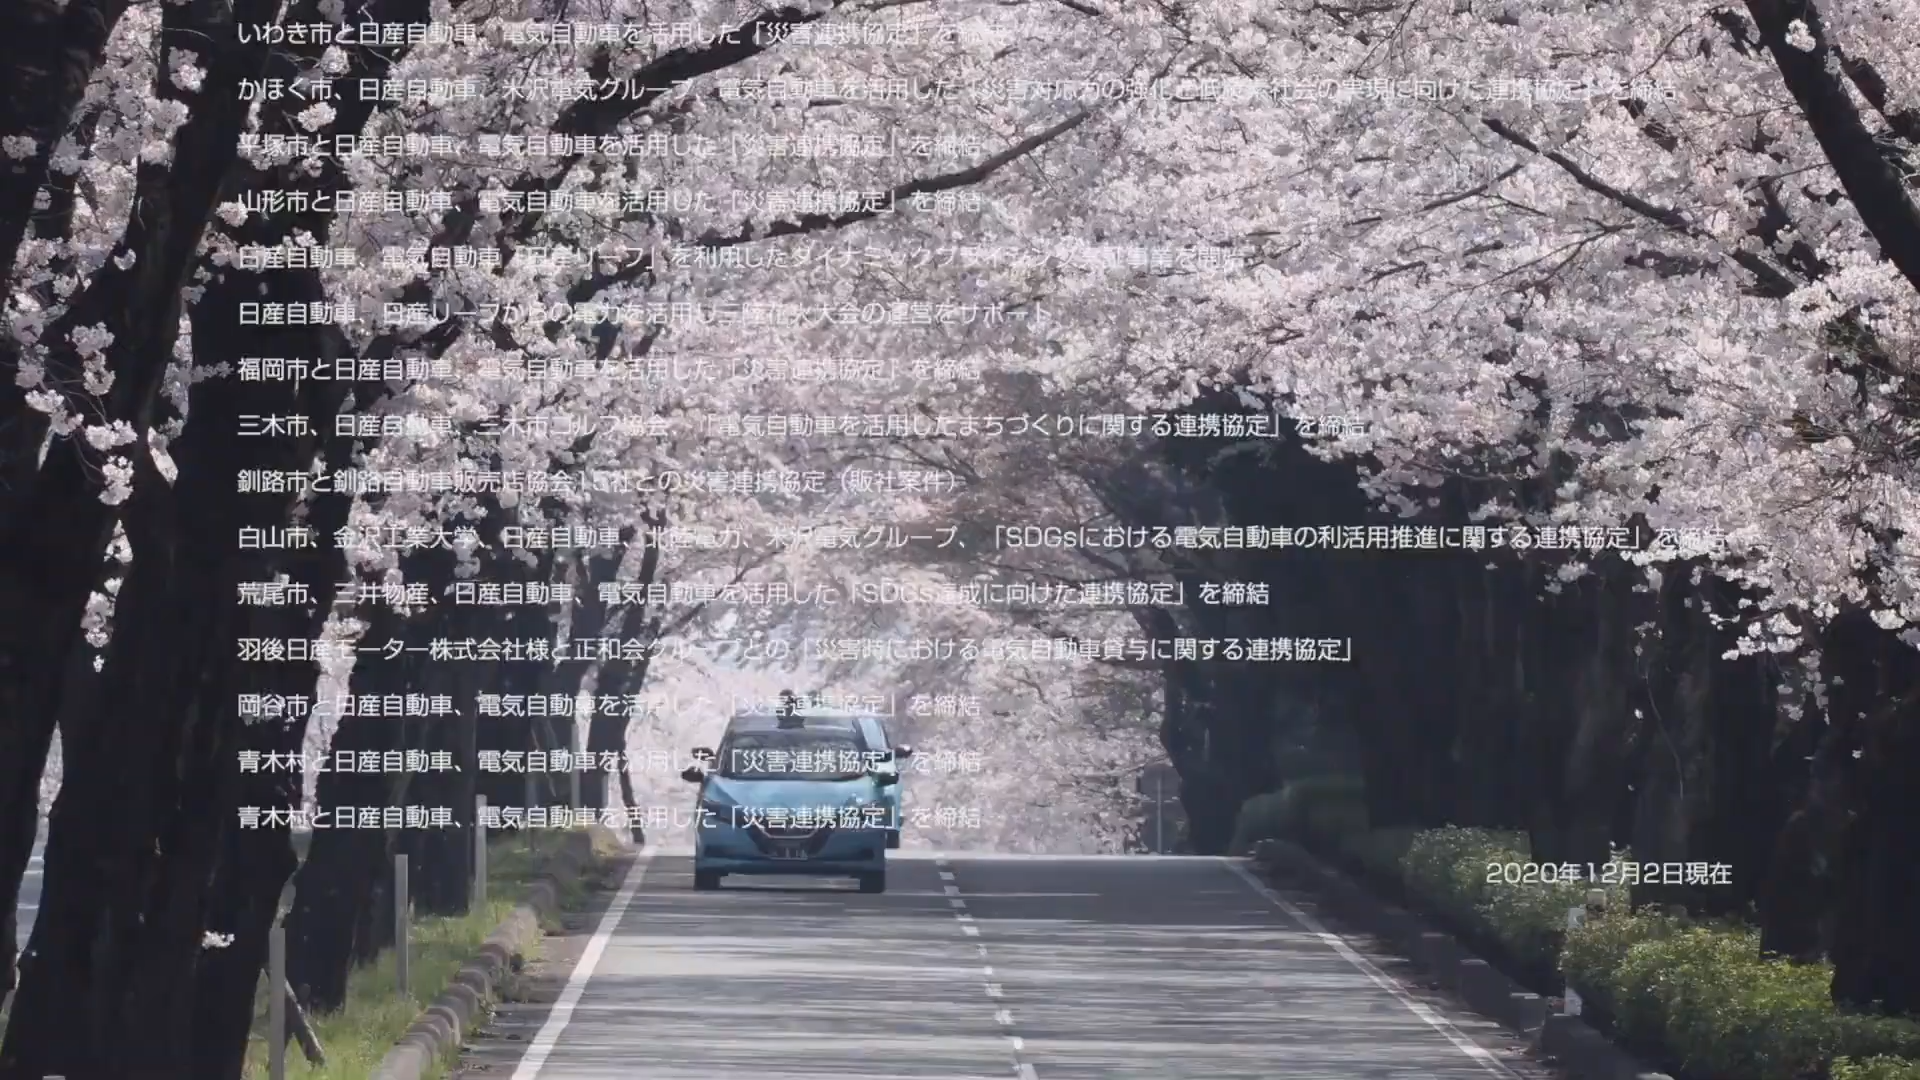 いわき市と日産自動車、電気自動車を活用した「災害連携協定」を締結
かほく市、日産自動車、米沢電気グループ、電気自動車を活用した「災害対応力の強化と低炭素社会の実現に向けた連携協定」を締結
平塚市と日産自動車、電気自動車を活用した「災害連携協定」を締結
山形市と日産自動車、電気自動車を活用した「災害連携協定」を締結
日産自動車、電気自動車「日産リーフ」を利用したダイナミックプライシング実証事業を開始
日産自動車、日産リーフからの電力を活用し三陸花火大会の運営をサポート
福岡市と日産自動車、電気自動車を活用した「災害連携協定」を締結
三木市、日産自動車、三木市ゴルフ協会、「電気自動車を活用したまちづくりに関する連携協定」を締結
釧路市と釧路自動車販売店協会15社との災害連携協定（販社案件）
白山市、金沢工業大学、日産自動車、北陸電力、米沢電気グループ、「SDGsにおける電気自動車の利活用推進に関する連携協定」を締結
荒尾市、三井物産、日産自動車、電気自動車を活用した「SDGs達成に向けた連携協定」を締結
羽後日産モーター株式会社様と正和会グループとの「災害時における電気自動車貸与に関する連携協定」
岡谷市と日産自動車、電気自動車を活用した「災害連携協定」を締結
青木村と日産自動車、電気自動車を活用した「災害連携協定」を締結
青木村と日産自動車、電気自動車を活用した「災害連携協定」を締結
2020年12月2日現在